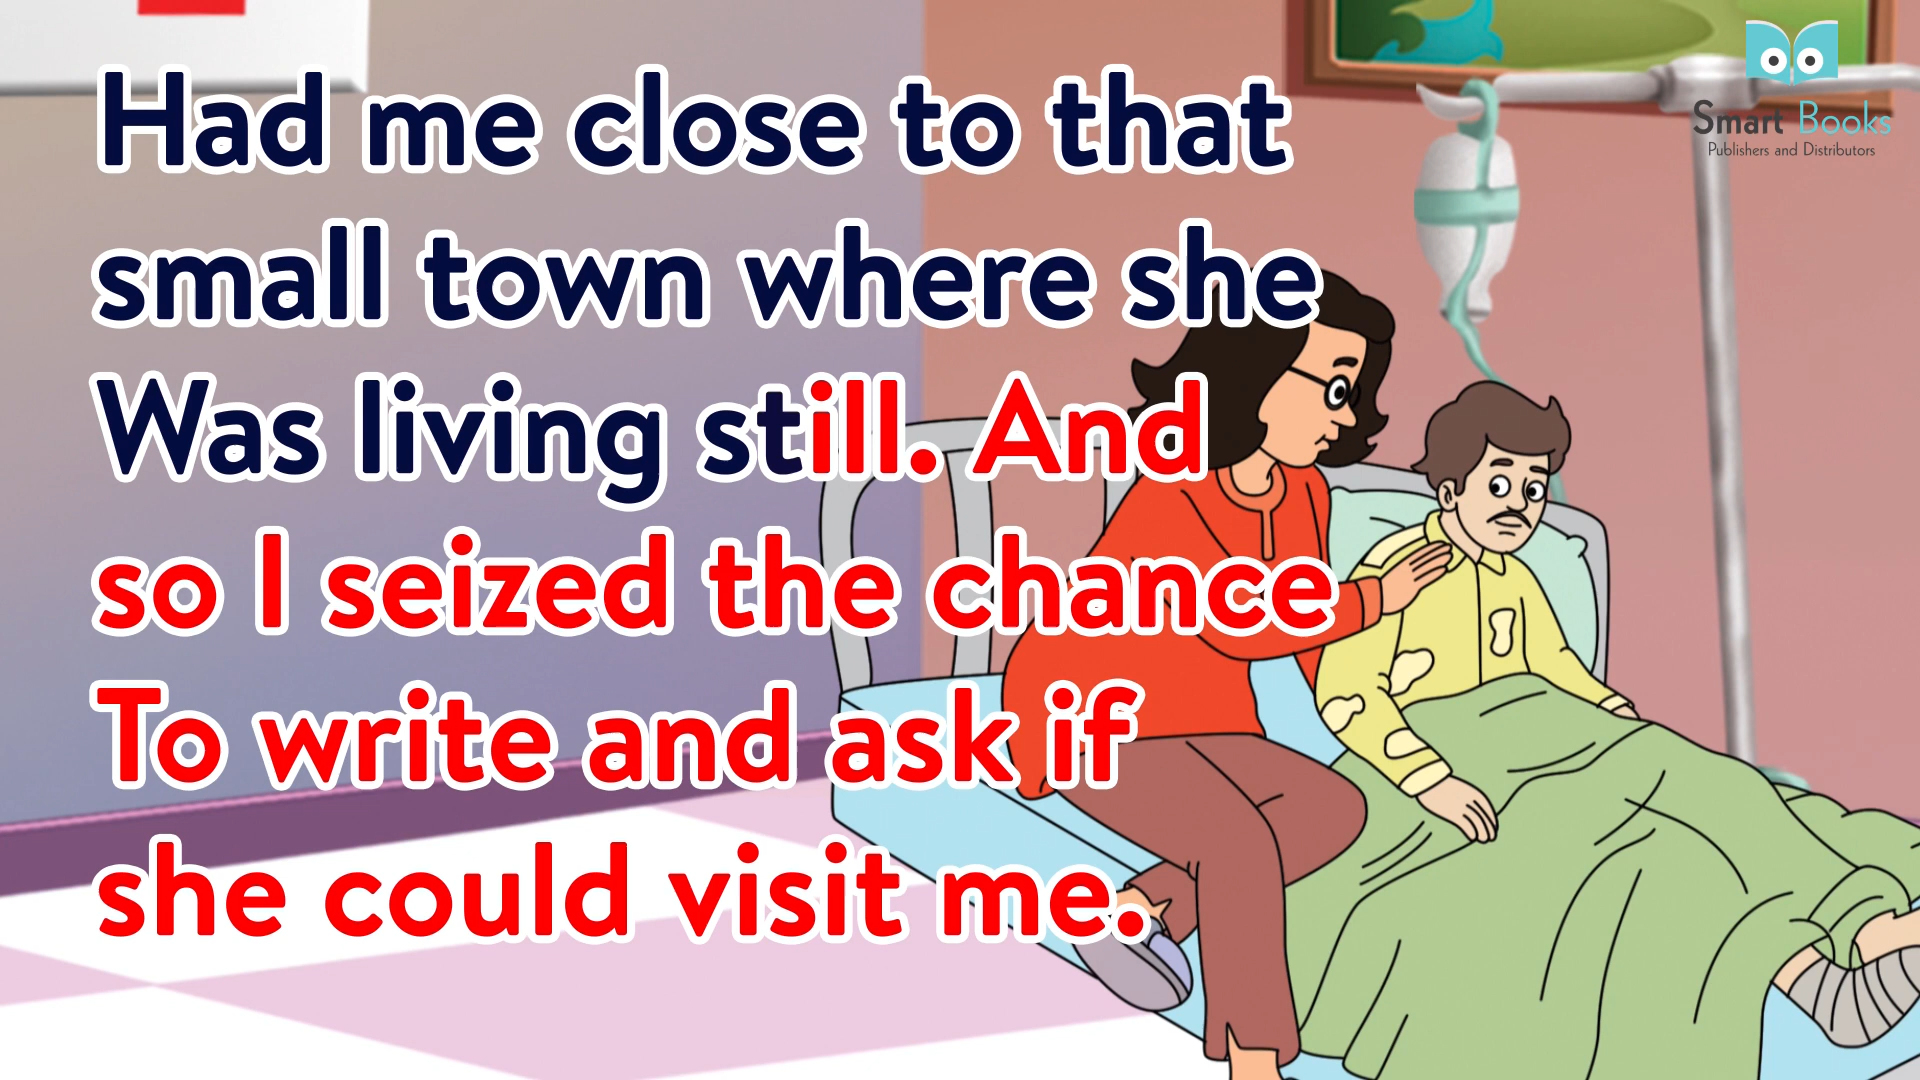 Had me close to that
small town where she
Was living still. And
so I seized the chance
To write and ask if
she could visit me.
Smart Books
Publishers and Distributors